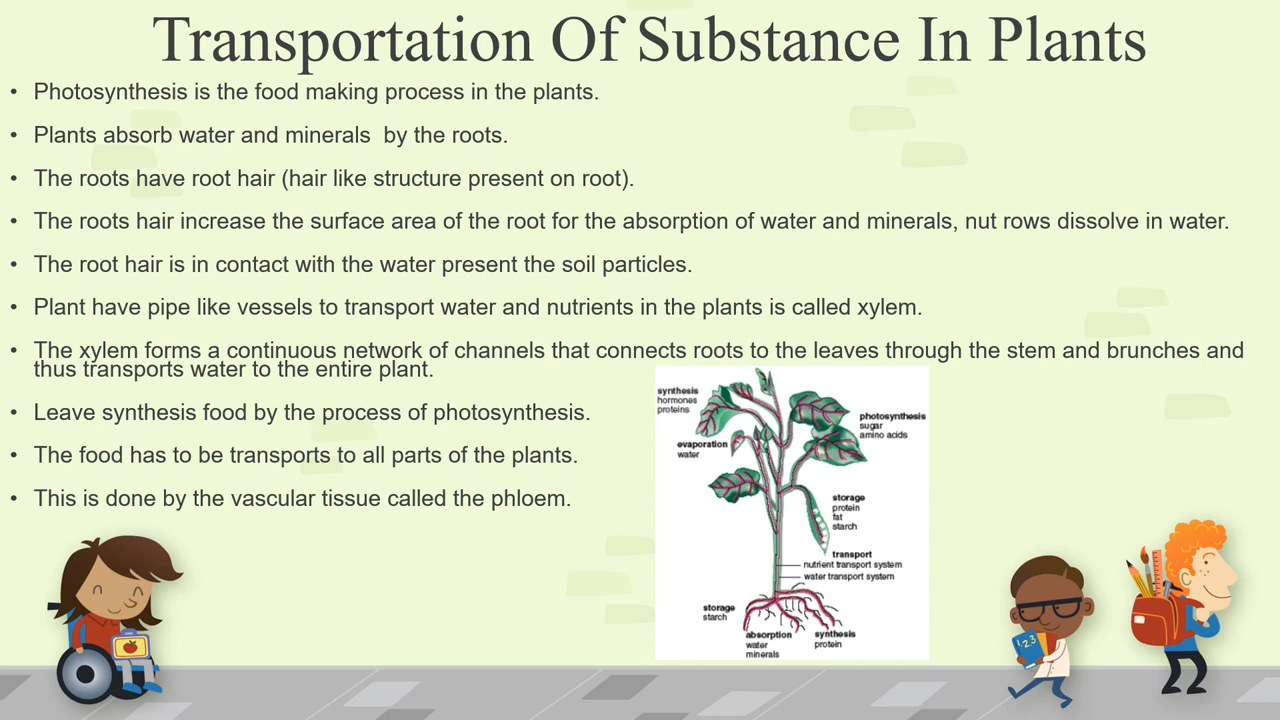 Transportation Of Substance In Plants
• Photosynthesis is the food making process in the plants.
• Plants absorb water and minerals  by the roots.
• The roots have root hair (hair like structure present on root).
• The roots hair increase the surface area of the root for the absorption of water and minerals, nut rows dissolve in water.
• The root hair is in contact with the water present the soil particles.
• Plant have pipe like vessels to transport water and nutrients in the plants is called xylem.
• The xylem forms a continuous network of channels that connects roots to the leaves through the stem and brunches and
thus transports water to the entire plant.
• Leave synthesis food by the process of photosynthesis.
• The food has to be transports to all parts of the plants.
• This is done by the vascular tissue called the phloem.
synthesis
hormones
proteins
photosynthesis
sugar
amino acids
evaporation
water
storage
protein
fat
starch
transport
nutrient transport system
water transport system
storage
starch
absorption
water
minerals
synthesis
protein
1 2 3